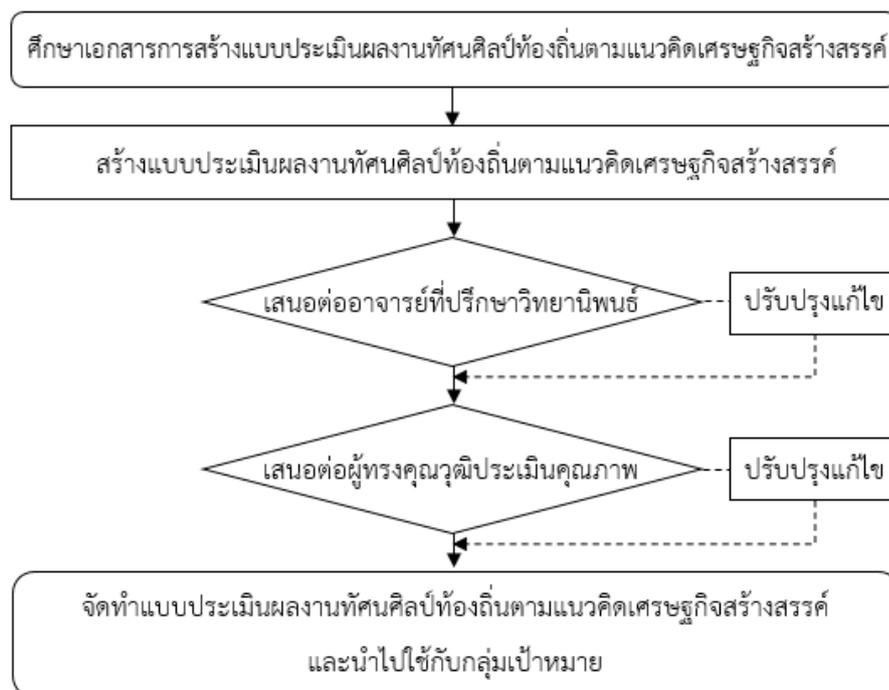 ศึกษาเอกสารการสร้างแบบประเมินผลงานทัศนศิลป์ท้องถิ่นตามแนวคิดเศรษฐกิจสร้างสรรค์
สร้างแบบประเมินผลงานทัศนศิลป์ท้องถิ่นตามแนวคิดเศรษฐกิจสร้างสรรค์
เสนอต่ออาจารย์ที่ปรึกษาวิทยานิพนธ์
ปรับปรุงแก้ไข
เสนอต่อผู้ทรงคุณวุฒิประเมินคุณภาพ
ปรับปรุงแก้ไข
จัดทำแบบประเมินผลงานทัศนศิลป์ท้องถิ่นตามแนวคิดเศรษฐกิจสร้างสรรค์
และนำไปใช้กับกลุ่มเป้าหมาย